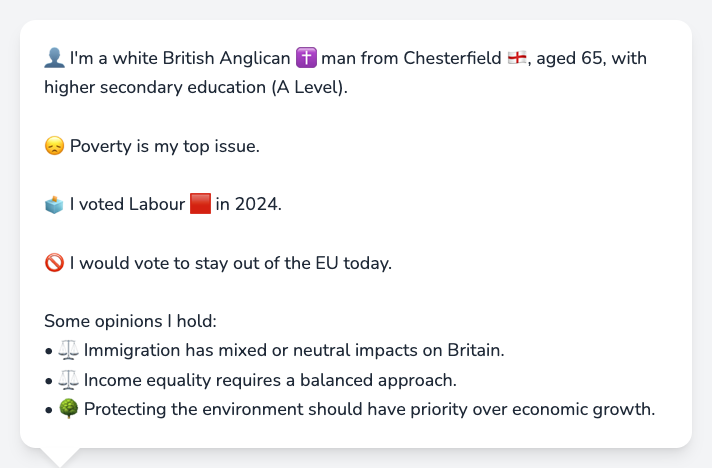 👤 I'm a white British Anglican ✝️ man from Chesterfield 🏴󠁧󠁢󠁥󠁮󠁧󠁿, aged 65, with
higher secondary education (A Level).
😞 Poverty is my top issue.
🗳️ I voted Labour 🟥 in 2024.
🚫 I would vote to stay out of the EU today.
Some opinions I hold:
• ⚖️ Immigration has mixed or neutral impacts on Britain.
• ⚖️ Income equality requires a balanced approach.
• 🌳 Protecting the environment should have priority over economic growth.